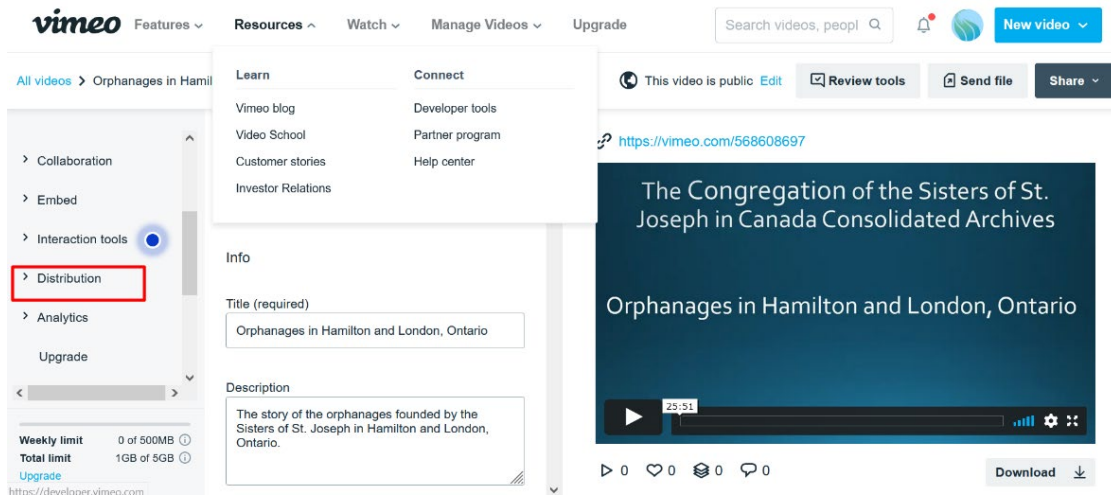 vimeo Features Resources Watch Manage Videos Upgrade Search videos, peopl New video
All videos > Orphanages in Hamil
This video is public Edit Review tools Send file Share
Learn
Vimeo blog
Video School
Customer stories
Investor Relations
Connect
Developer tools
Partner program
Help center
> Collaboration
> Embed
> Interaction tools
> Distribution
> Analytics
Upgrade
Weekly limit 0 of 500MB
Total limit 1GB of 5GB
Upgrade
https://developer.vimeo.com
Info
Title (required)
Orphanages in Hamilton and London, Ontario
Description
The story of the orphanages founded by the
Sisters of St. Joseph in Hamilton and London,
Ontario.
https://vimeo.com/568608697
The Congregation of the Sisters of St.
Joseph in Canada Consolidated Archives
Orphanages in Hamilton and London, Ontario
25:51
0 0 0 0
Download